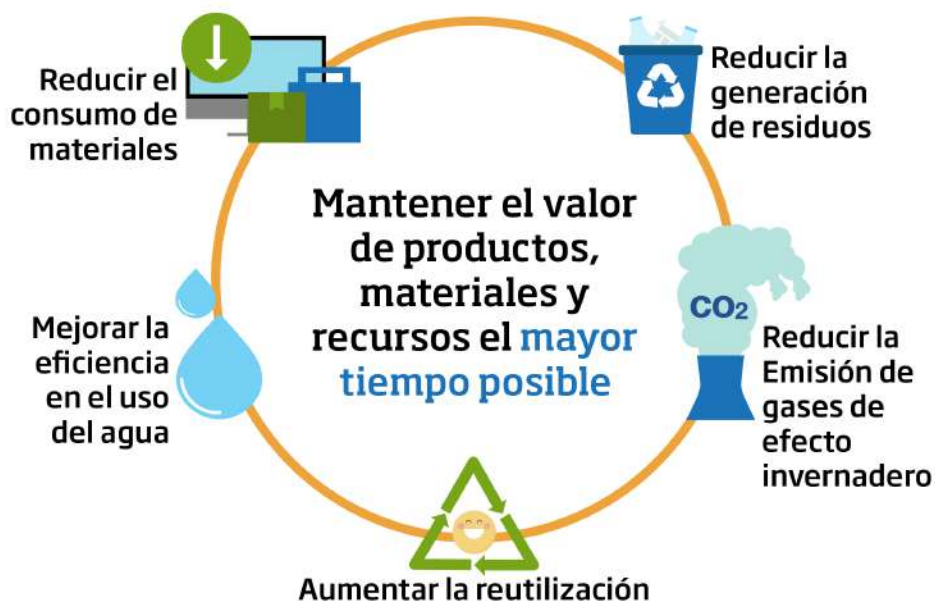 Reducir el
consumo de
materiales
Reducir la
generación
de residuos
Mantener el valor
de productos,
materiales y
recursos el mayor
tiempo posible
CO₂
Reducir la
Emisión de
gases de
efecto
invernadero
Mejorar la
eficiencia
en el uso
del agua
Aumentar la reutilización